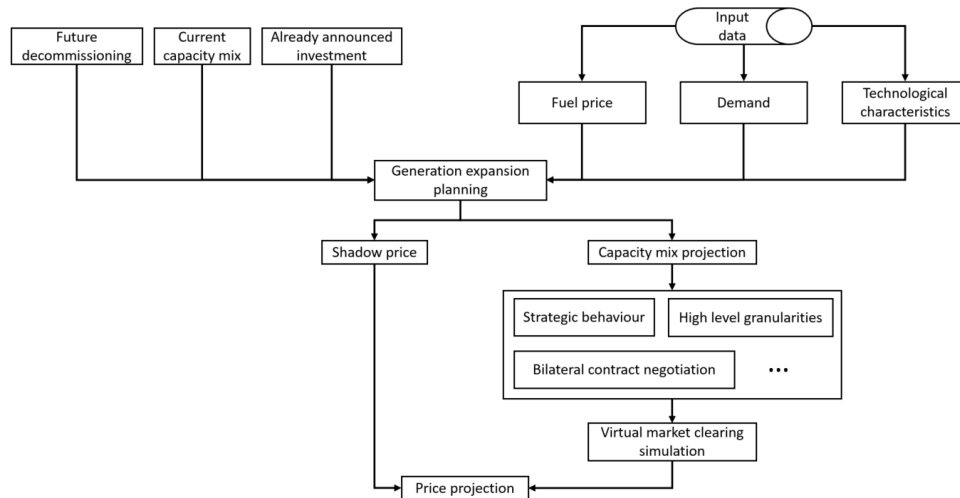 Input
data
Future
decommissioning
Current
capacity mix
Already announced
investment
Fuel price
Demand
Technological
characteristics
Generation expansion
planning
Shadow price
Capacity mix projection
Strategic behaviour
High level granularities
Bilateral contract negotiation
...
Virtual market clearing
simulation
Price projection